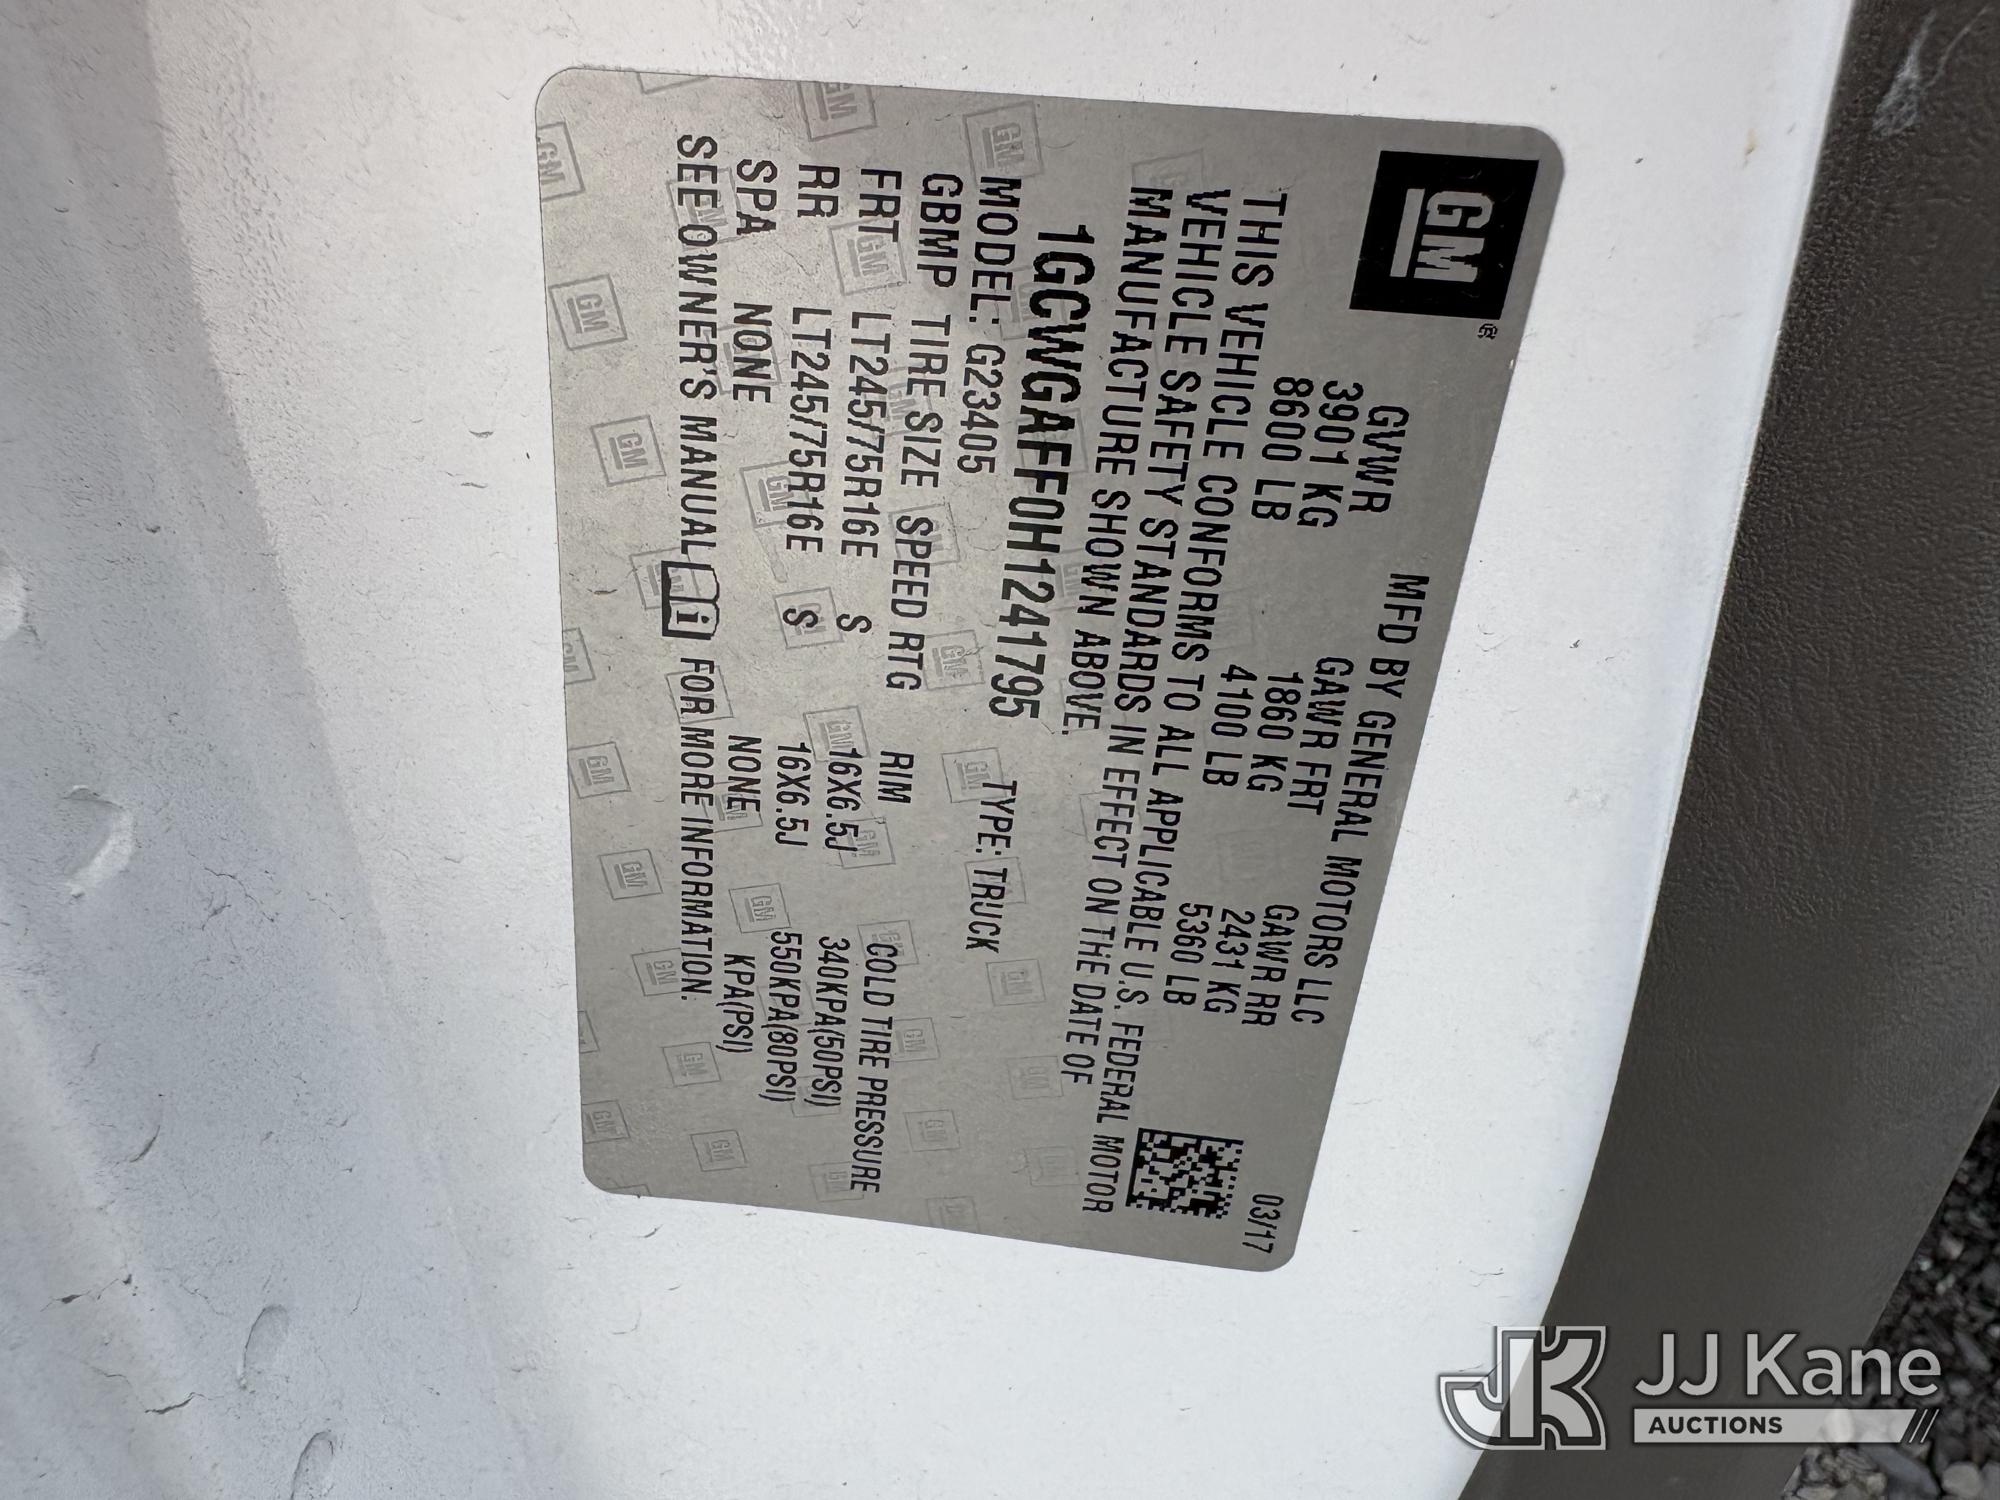 GM®
MFD BY GENERAL MOTORS LLC
03/17
GVWR GAWR FRT GAWR RR
3901 KG 1860 KG 2431 KG
8600 LB 4100 LB 5360 LB
THIS VEHICLE CONFORMS TO ALL APPLICABLE U.S. FEDERAL MOTOR
VEHICLE SAFETY STANDARDS IN EFFECT ON THE DATE OF
MANUFACTURE SHOWN ABOVE.
1GCWGAFF0H1241795
MODEL: G23405 TYPE: TRUCK
GBMP TIRE SIZE SPEED RTG RIM COLD TIRE PRESSURE
FRT LT245/75R16E S 16X6.5J 340KPA(50PSI)
RR LT245/75R16E S 16X6.5J 550KPA(80PSI)
SPA NONE NONE KPA(PSI)
SEE OWNER'S MANUAL i FOR MORE INFORMATION.
JK JJ Kane
AUCTIONS